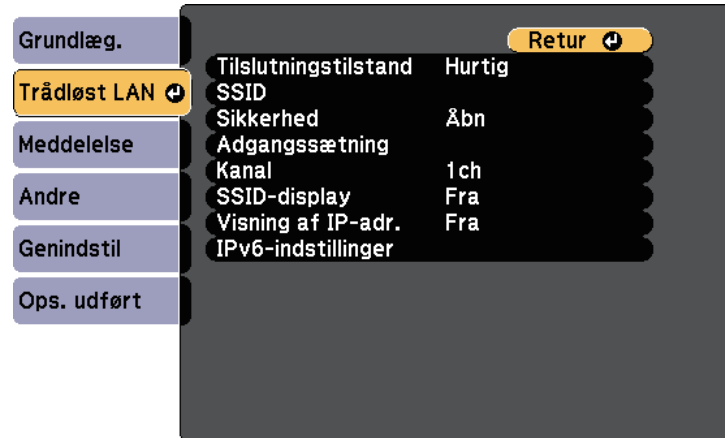 Grundlæg.
Trådløst LAN
Meddelelse
Andre
Genindstil
Ops. udført
Retur
Tilslutningstilstand Hurtig
SSID
Sikkerhed Åbn
Adgangssætning
Kanal 1ch
SSID-display Fra
Visning af IP-adr. Fra
IPv6-indstillinger